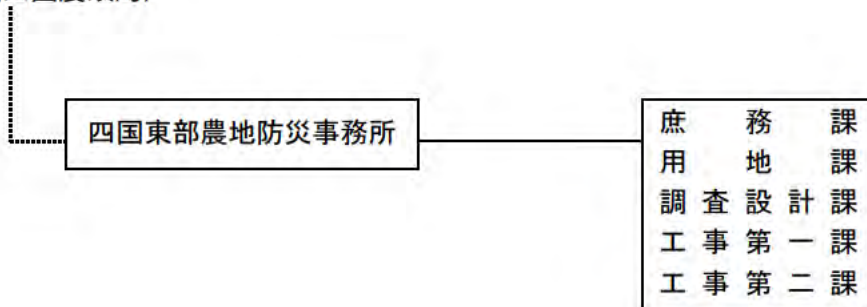 四国東部農地防災事務所
庶務課
用地課
調査設計課
工事第一課
工事第二課